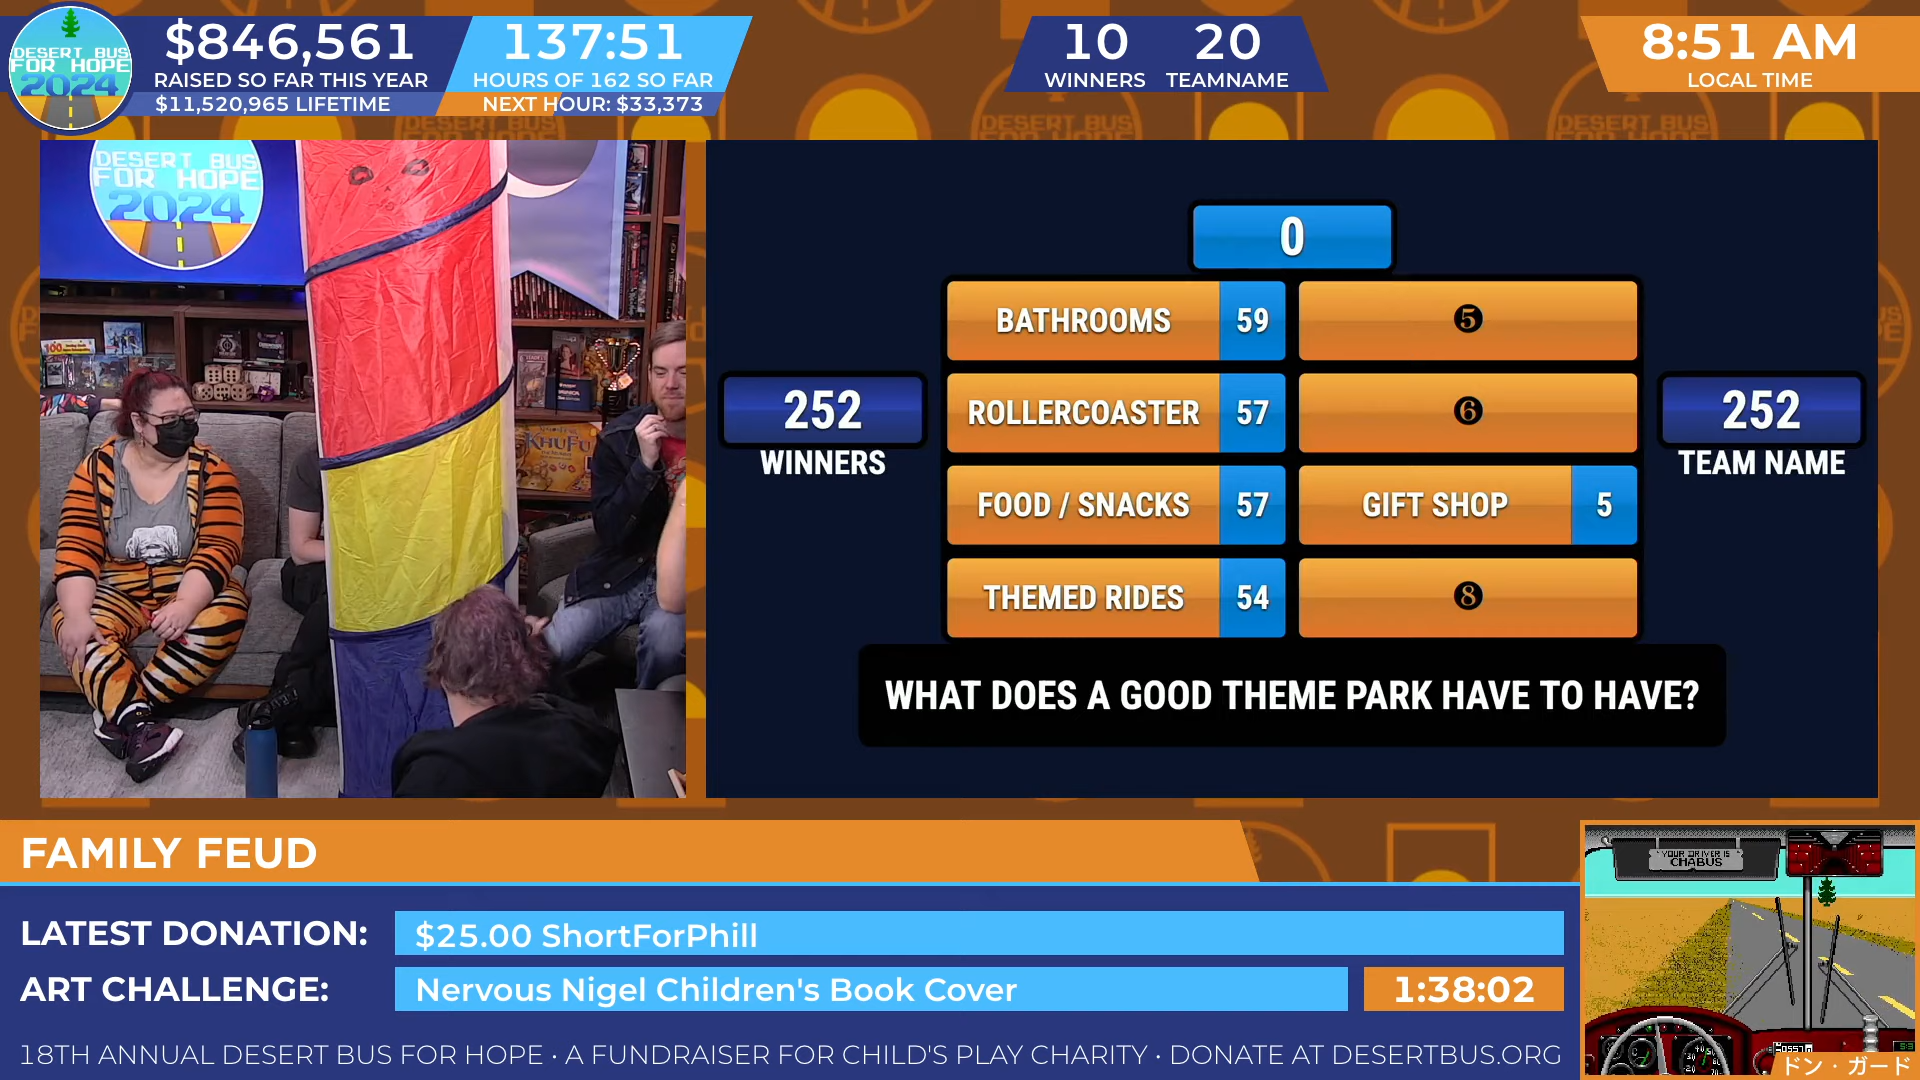 DESERT BUS
FOR HOPE
2024
$846,561
RAISED SO FAR THIS YEAR
$11,520,965 LIFETIME
137:51
HOURS OF 162 SO FAR
NEXT HOUR: $33,373
10
WINNERS
20
TEAMNAME
8:51 AM
LOCAL TIME
DESERT BUS
FOR HOPE
2024
KHUFU
0
BATHROOMS 59
5
ROLLERCOASTER 57
6
FOOD / SNACKS 57
GIFT SHOP 5
THEMED RIDES 54
8
252
WINNERS
252
TEAM NAME
WHAT DOES A GOOD THEME PARK HAVE TO HAVE?
FAMILY FEUD
LATEST DONATION: $25.00 ShortForPhill
ART CHALLENGE: Nervous Nigel Children's Book Cover 1:38:02
18TH ANNUAL DESERT BUS FOR HOPE · A FUNDRAISER FOR CHILD'S PLAY CHARITY · DONATE AT DESERTBUS.ORG
YOUR DRIVER IS
CHABUS
ドン・ガード